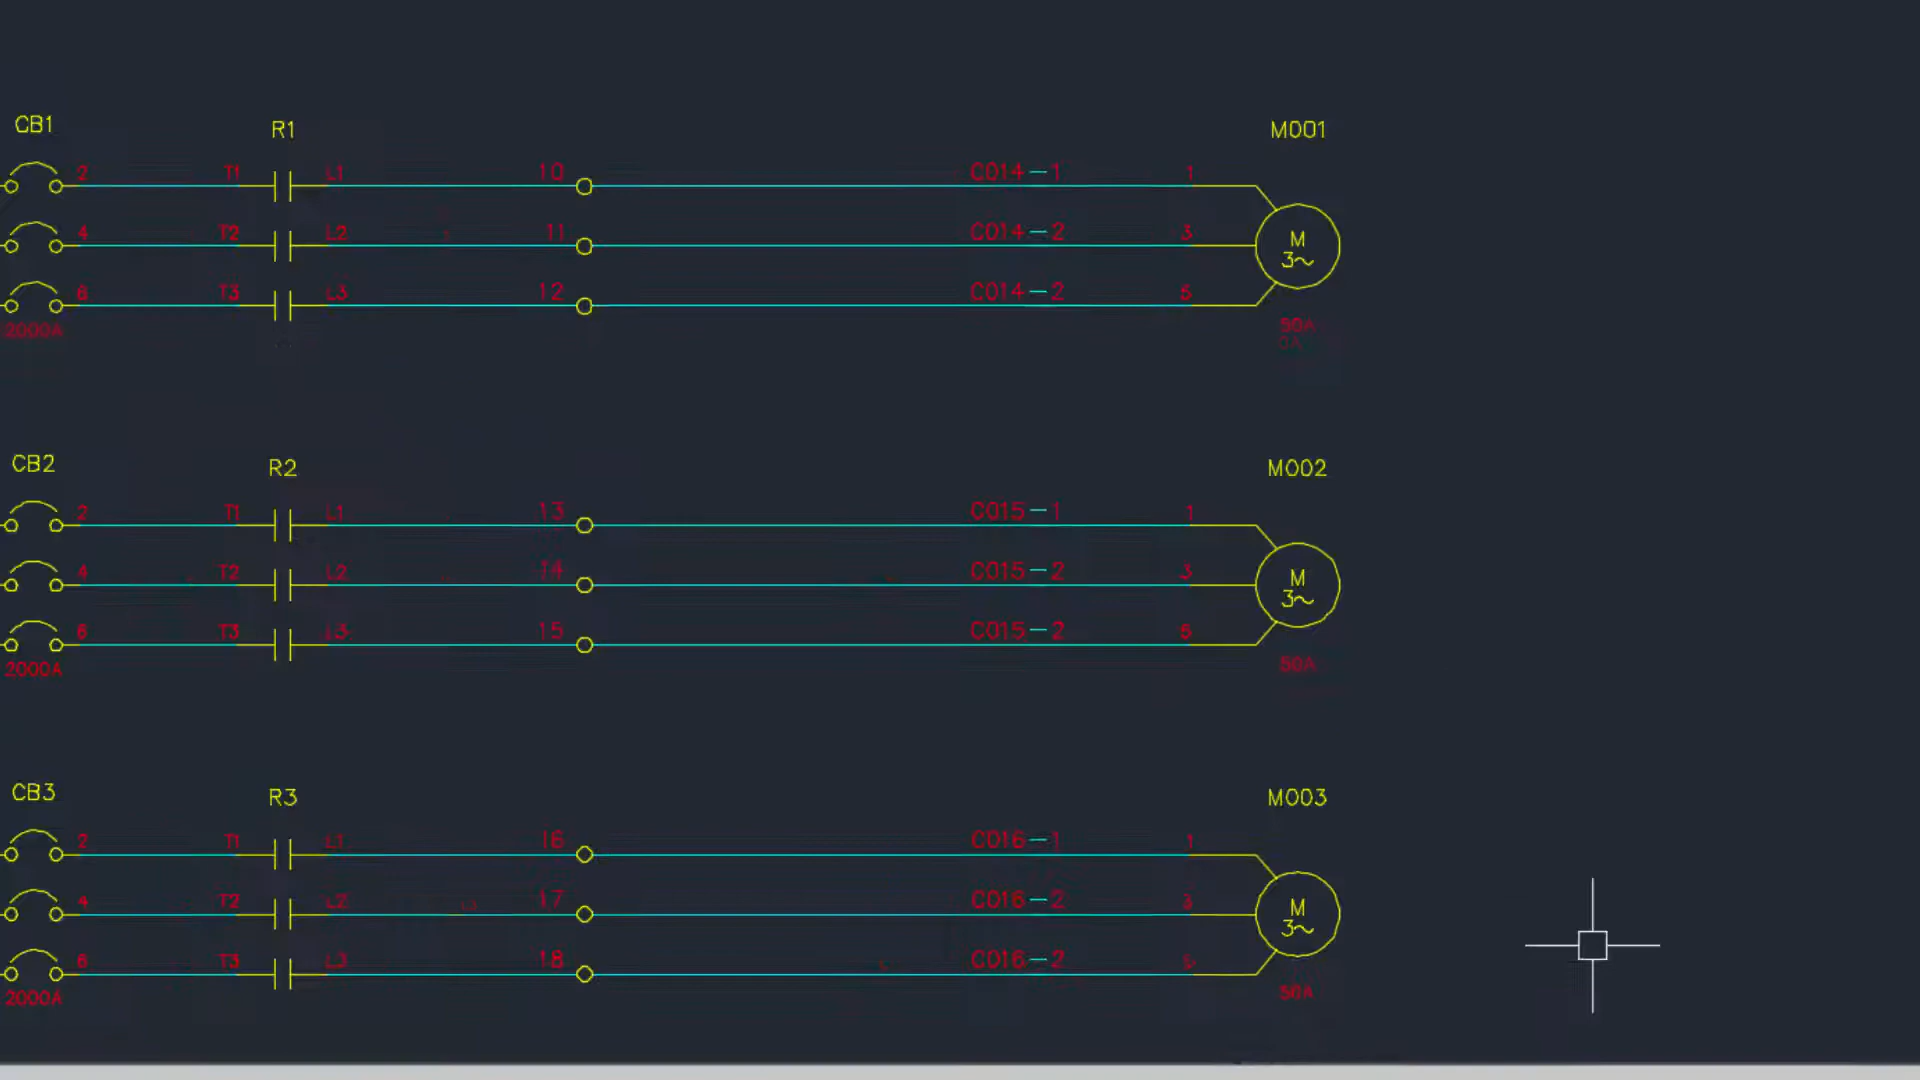 CB1 R1 M001
2 T1 L1 10 C014-1 1
4 T2 L2 11 C014-2 3
M
3~
6 T3 L3 12 C014-2 5
2000A 50A
0A
CB2 R2 M002
2 T1 L1 13 C015-1 1
4 T2 L2 14 C015-2 3
M
3~
6 T3 L3 15 C015-2 5
2000A 50A
CB3 R3 M003
2 T1 L1 16 C016-1 1
4 T2 L2 17 C016-2 3
M
3~
6 T3 L3 18 C016-2 5
2000A 50A